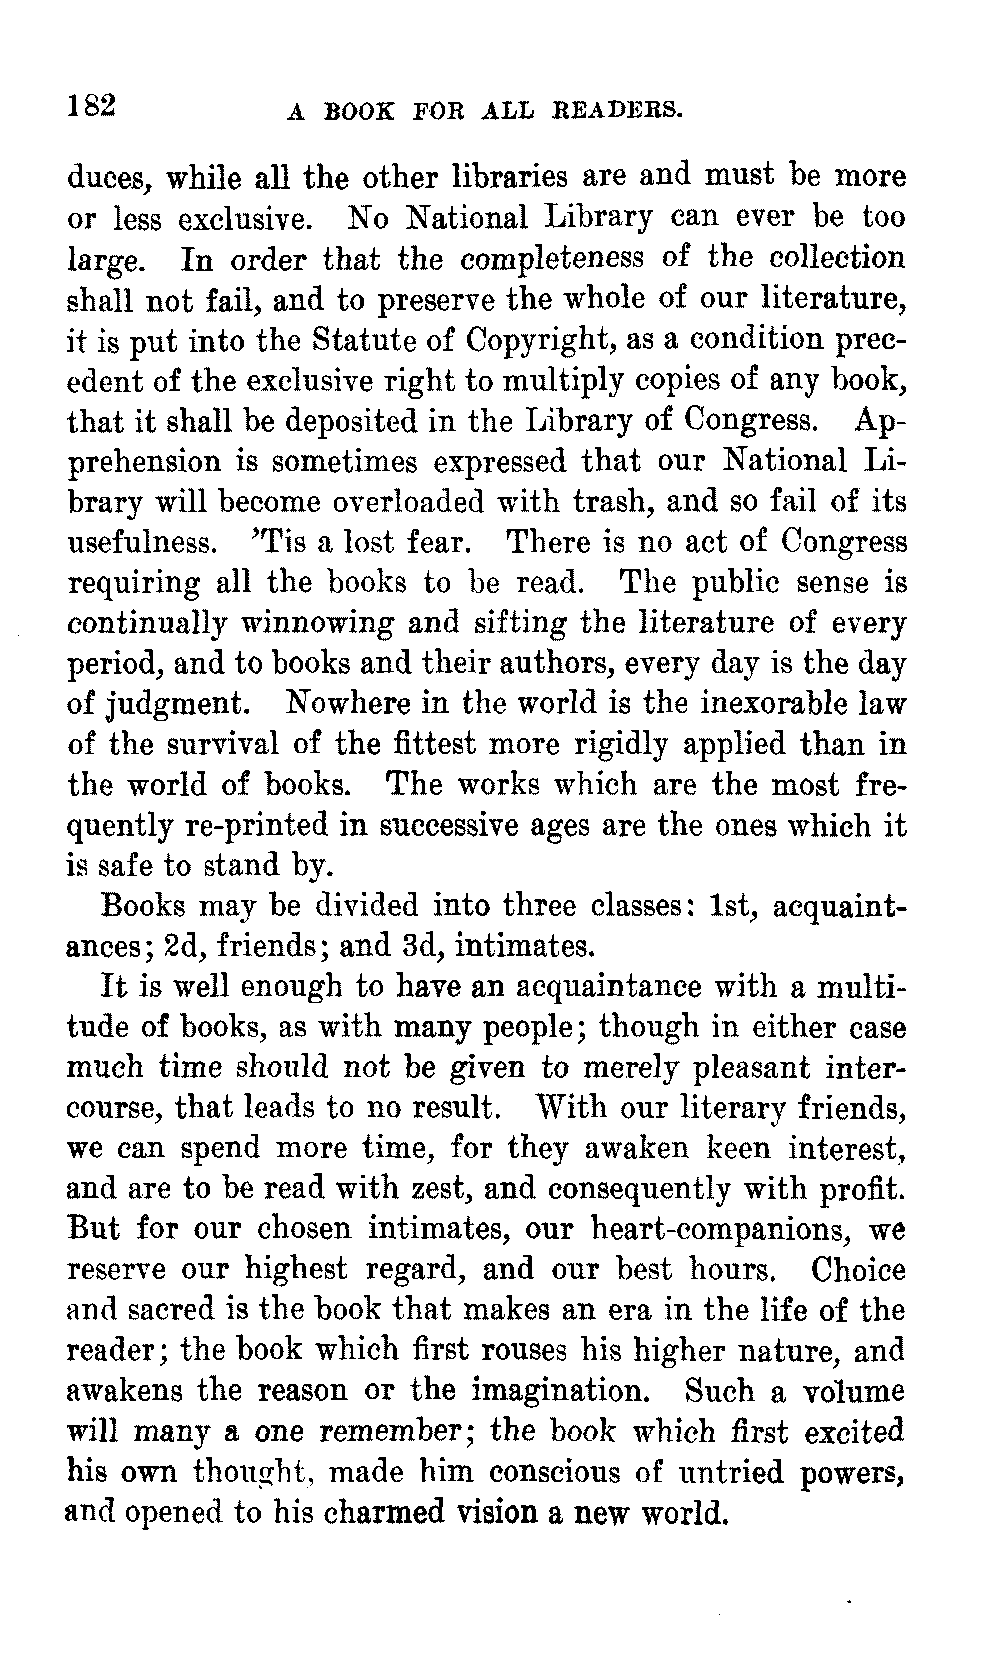 182
A BOOK FOR ALL READERS.
duces, while all the other libraries are and must be more
or less exclusive. No National Library can ever be too
large. In order that the completeness of the collection
shall not fail, and to preserve the whole of our literature,
it is put into the Statute of Copyright, as a condition prec-
edent of the exclusive right to multiply copies of any book,
that it shall be deposited in the Library of Congress. Ap-
prehension is sometimes expressed that our National Li-
brary will become overloaded with trash, and so fail of its
usefulness. ’Tis a lost fear. There is no act of Congress
requiring all the books to be read. The public sense is
continually winnowing and sifting the literature of every
period, and to books and their authors, every day is the day
of judgment. Nowhere in the world is the inexorable law
of the survival of the fittest more rigidly applied than in
the world of books. The works which are the most fre-
quently re-printed in successive ages are the ones which it
is safe to stand by.
Books may be divided into three classes: 1st, acquaint-
ances; 2d, friends; and 3d, intimates.
It is well enough to have an acquaintance with a multi-
tude of books, as with many people; though in either case
much time should not be given to merely pleasant inter-
course, that leads to no result. With our literary friends,
we can spend more time, for they awaken keen interest,
and are to be read with zest, and consequently with profit.
But for our chosen intimates, our heart-companions, we
reserve our highest regard, and our best hours. Choice
and sacred is the book that makes an era in the life of the
reader; the book which first rouses his higher nature, and
awakens the reason or the imagination. Such a volume
will many a one remember; the book which first excited
his own thought, made him conscious of untried powers,
and opened to his charmed vision a new world.